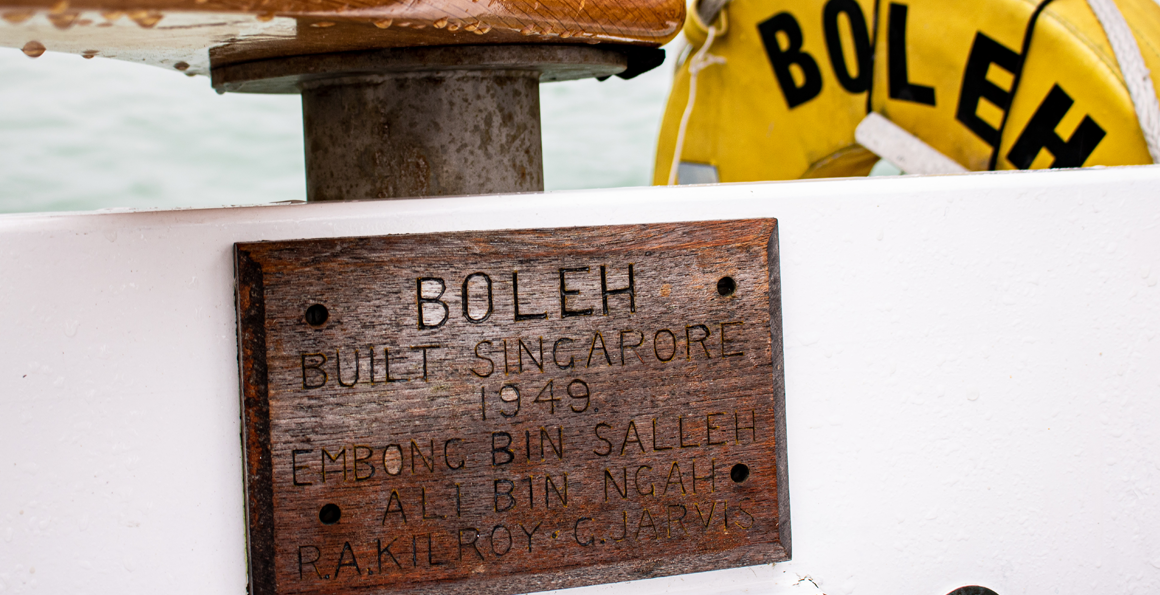 BOLEH
BOLEH
BUILT SINGAPORE
1949.
EMBONG BIN SALLEH
ALI BIN NGAH
R.A.KILROY · G.JARVIS